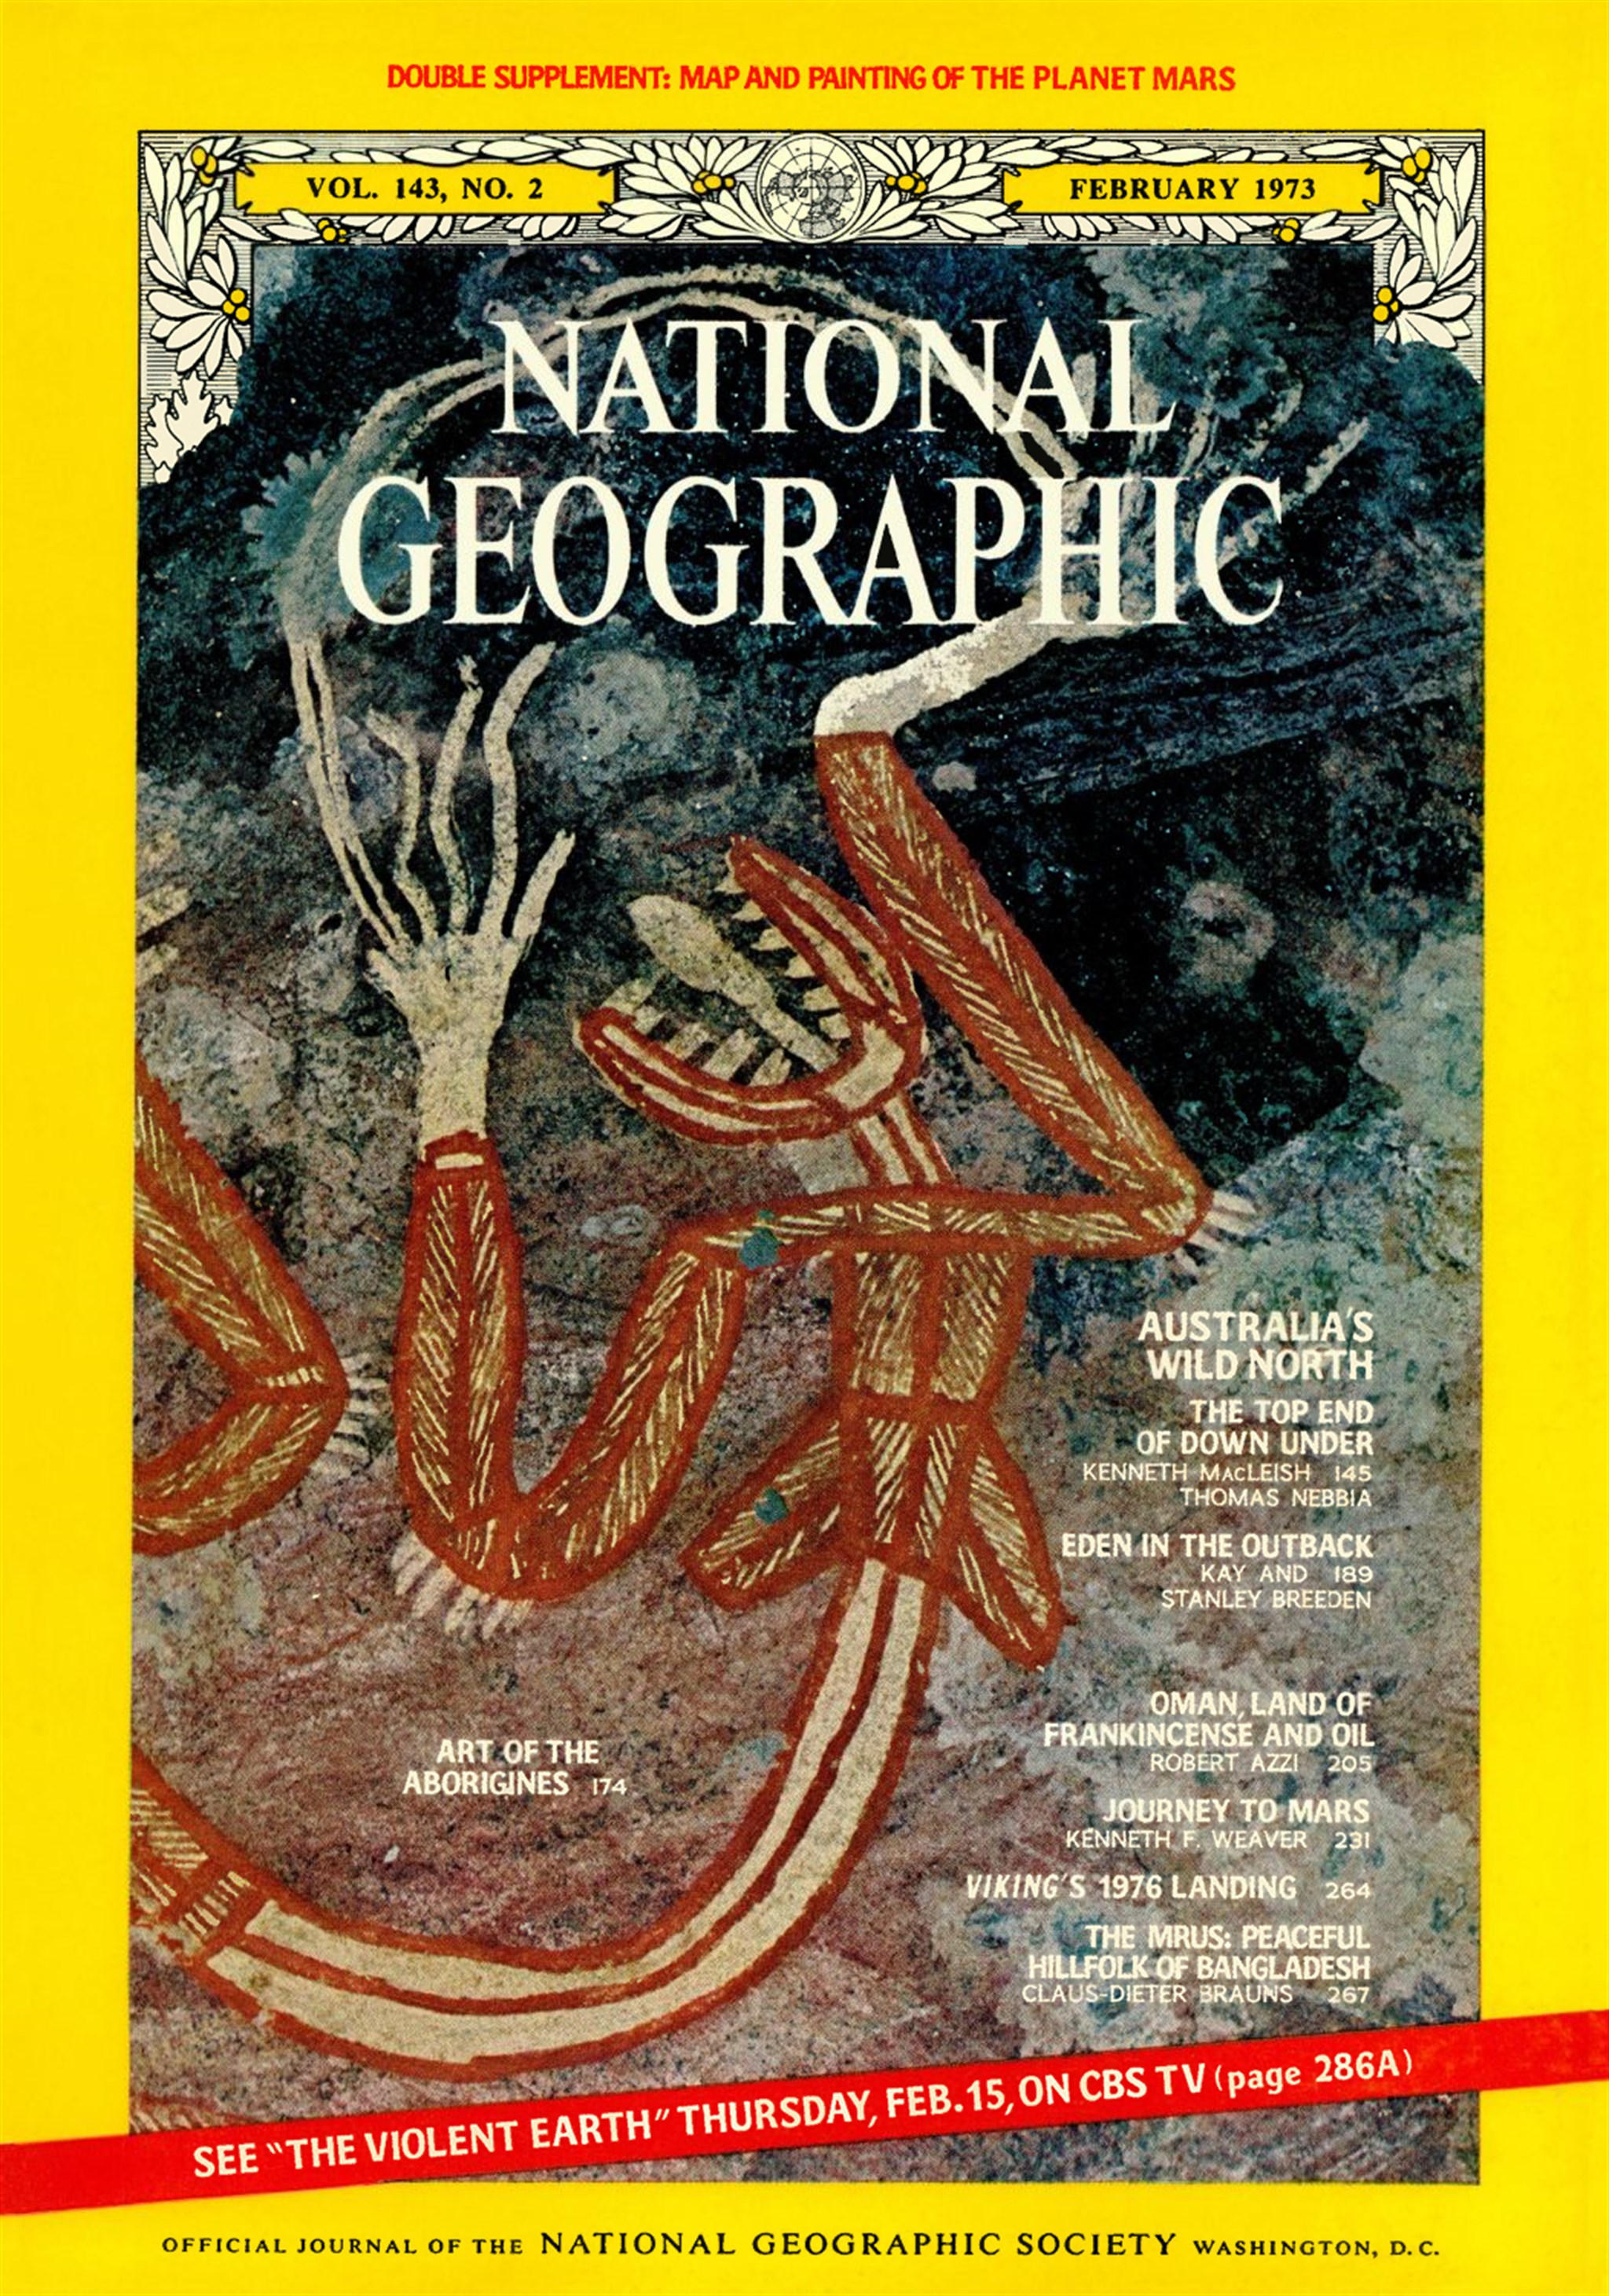 DOUBLE SUPPLEMENT: MAP AND PAINTING OF THE PLANET MARS
VOL. 143, NO. 2
FEBRUARY 1973
NATIONAL
GEOGRAPHIC
AUSTRALIA'S
WILD NORTH
THE TOP END
OF DOWN UNDER
KENNETH MACLEISH 145
THOMAS NEBBIA
EDEN IN THE OUTBACK
KAY AND 189
STANLEY BREEDEN
OMAN, LAND OF
FRANKINCENSE AND OIL
ROBERT AZZI 205
JOURNEY TO MARS
KENNETH F. WEAVER 231
VIKING'S 1976 LANDING 264
THE MRUS: PEACEFUL
HILLFOLK OF BANGLADESH
CLAUS-DIETER BRAUNS 267
ART OF THE
ABORIGINES 174
SEE "THE VIOLENT EARTH" THURSDAY, FEB. 15, ON CBS TV (page 286A)
OFFICIAL JOURNAL OF THE NATIONAL GEOGRAPHIC SOCIETY WASHINGTON, D.C.